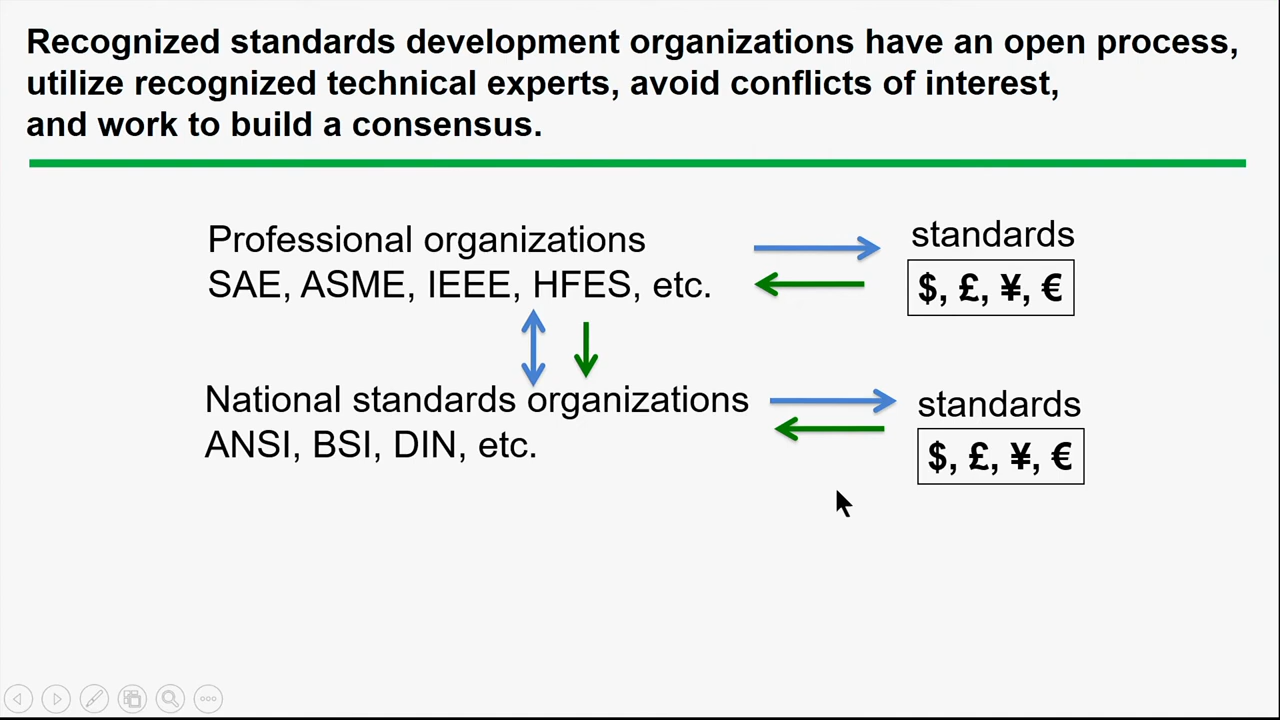 Recognized standards development organizations have an open process,
utilize recognized technical experts, avoid conflicts of interest,
and work to build a consensus.
Professional organizations
SAE, ASME, IEEE, HFES, etc.
standards
$, £, ¥, €
National standards organizations
ANSI, BSI, DIN, etc.
standards
$, £, ¥, €